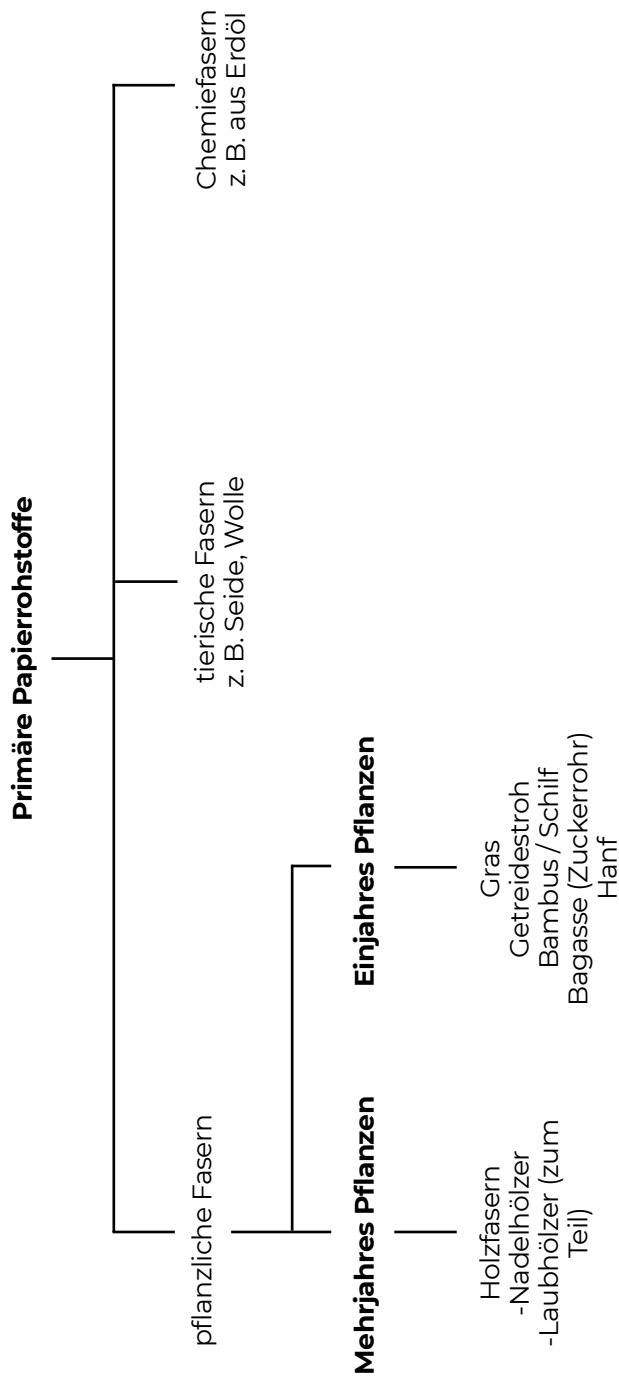 Primäre Papierrohstoffe
pflanzliche Fasern
tierische Fasern
z. B. Seide, Wolle
Chemiefasern
z. B. aus Erdöl
Mehrjahres Pflanzen
Einjahres Pflanzen
Holzfasern
-Nadelhölzer
-Laubhölzer (zum
Teil)
Gras
Getreidestroh
Bambus / Schilf
Bagasse (Zuckerrohr)
Hanf